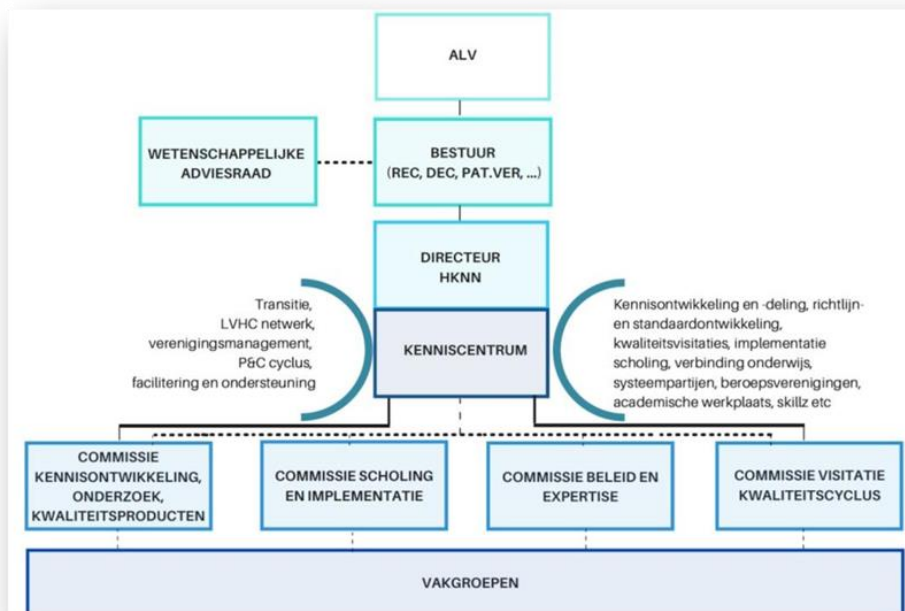 ALV
WETENSCHAPPELIJKE
ADVIESRAAD
BESTUUR
(REC, DEC, PAT.VER, ...)
DIRECTEUR
HKNN
Transitie,
LVHC netwerk,
verenigingsmanagement,
P&C cyclus,
facilitering en ondersteuning
KENNISCENTRUM
Kennisontwikkeling en -deling, richtlijn-
en standaardontwikkeling,
kwaliteitsvisitaties, implementatie
scholing, verbinding onderwijs,
systeempartijen, beroepsverenigingen,
academische werkplaats, skillz etc
COMMISSIE
KENNISONTWIKKELING,
ONDERZOEK,
KWALITEITSPRODUCTEN
COMMISSIE SCHOLING
EN IMPLEMENTATIE
COMMISSIE BELEID EN
EXPERTISE
COMMISSIE VISITATIE
KWALITEITSCYCLUS
VAKGROEPEN